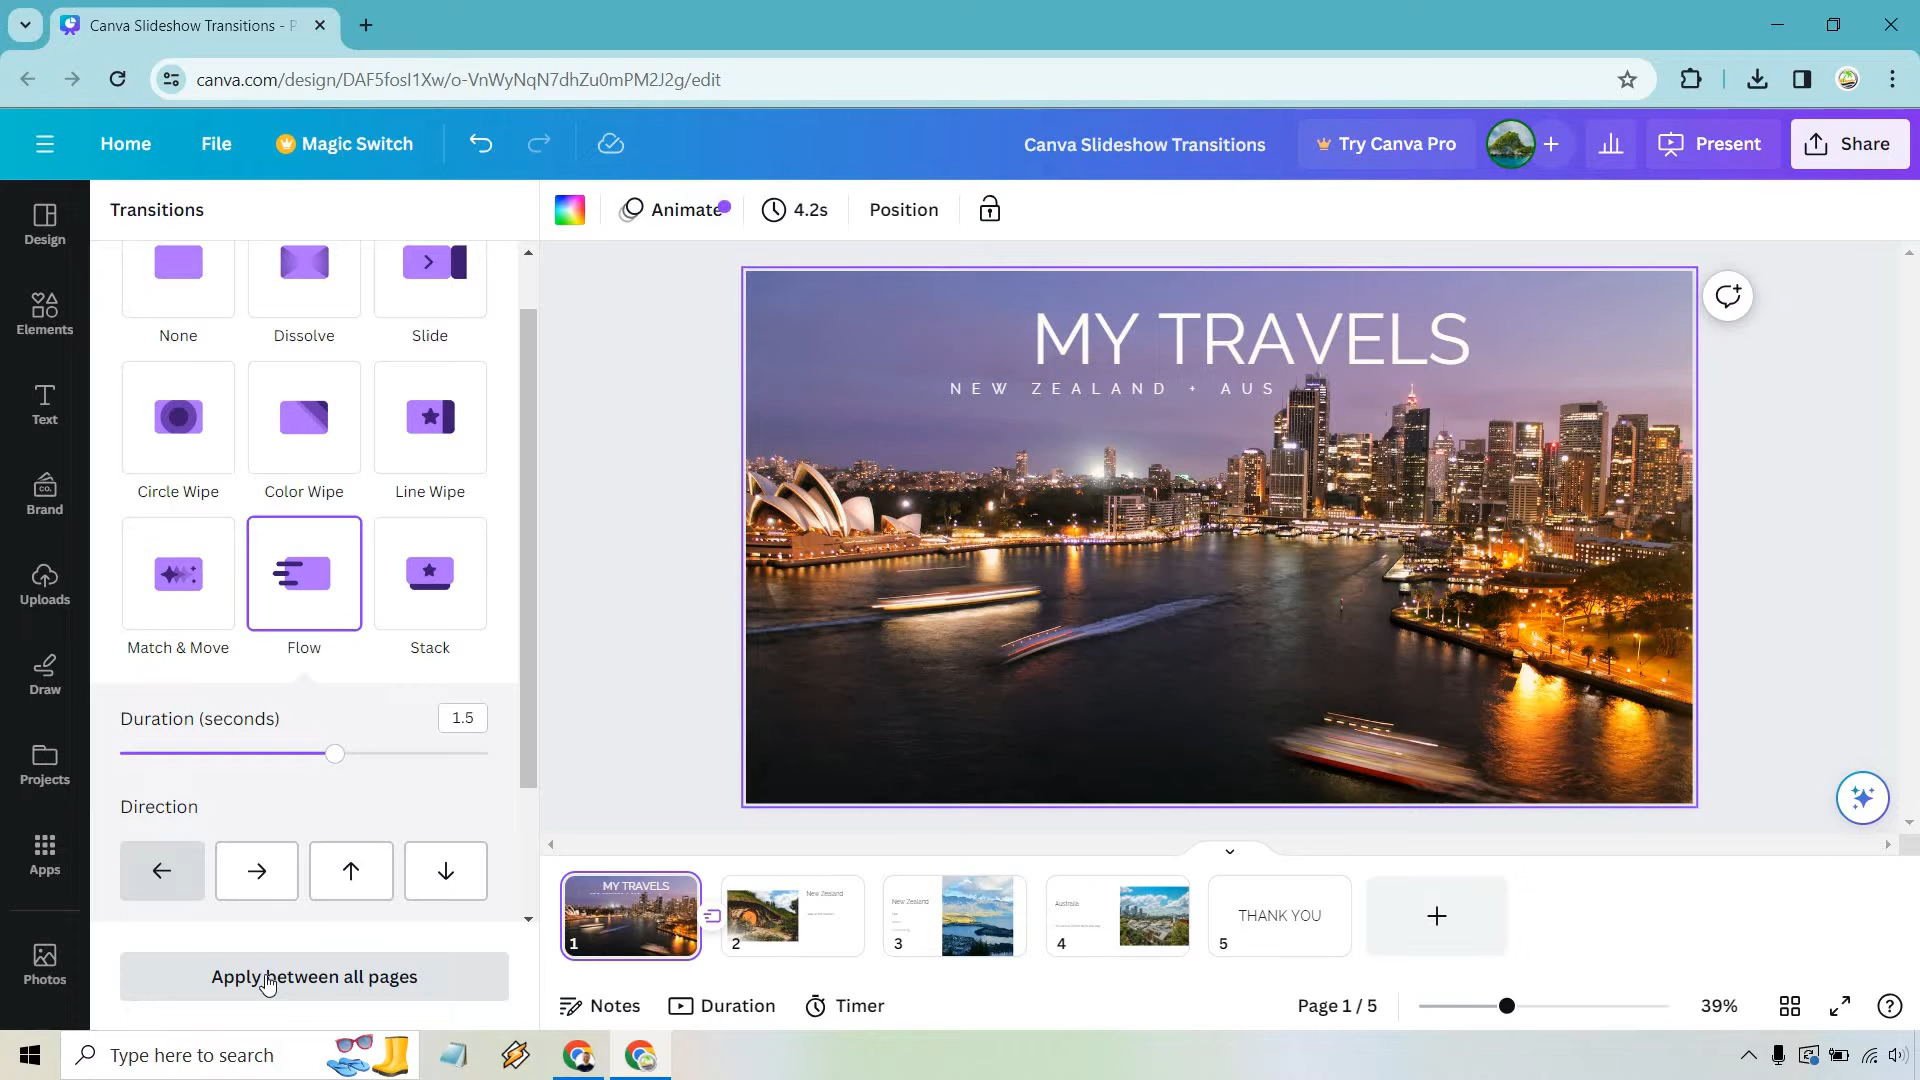 Canva Slideshow Transitions - P
canva.com/design/DAF5fosI1Xw/o-VnWyNqN7dhZu0mPM2J2g/edit
Home
File
Magic Switch
Canva Slideshow Transitions
Try Canva Pro
Present
Share
Design
Elements
Text
Brand
Uploads
Draw
Projects
Apps
Photos
Transitions
None
Dissolve
Slide
Circle Wipe
Color Wipe
Line Wipe
Match & Move
Flow
Stack
Duration (seconds)
1.5
Direction
Apply between all pages
Animate
4.2s
Position
MY TRAVELS
NEW ZEALAND + AUS
MY TRAVELS
1
New Zealand
2
New Zealand
3
Australia
4
THANK YOU
5
Notes
Duration
Timer
Page 1 / 5
39%
Type here to search